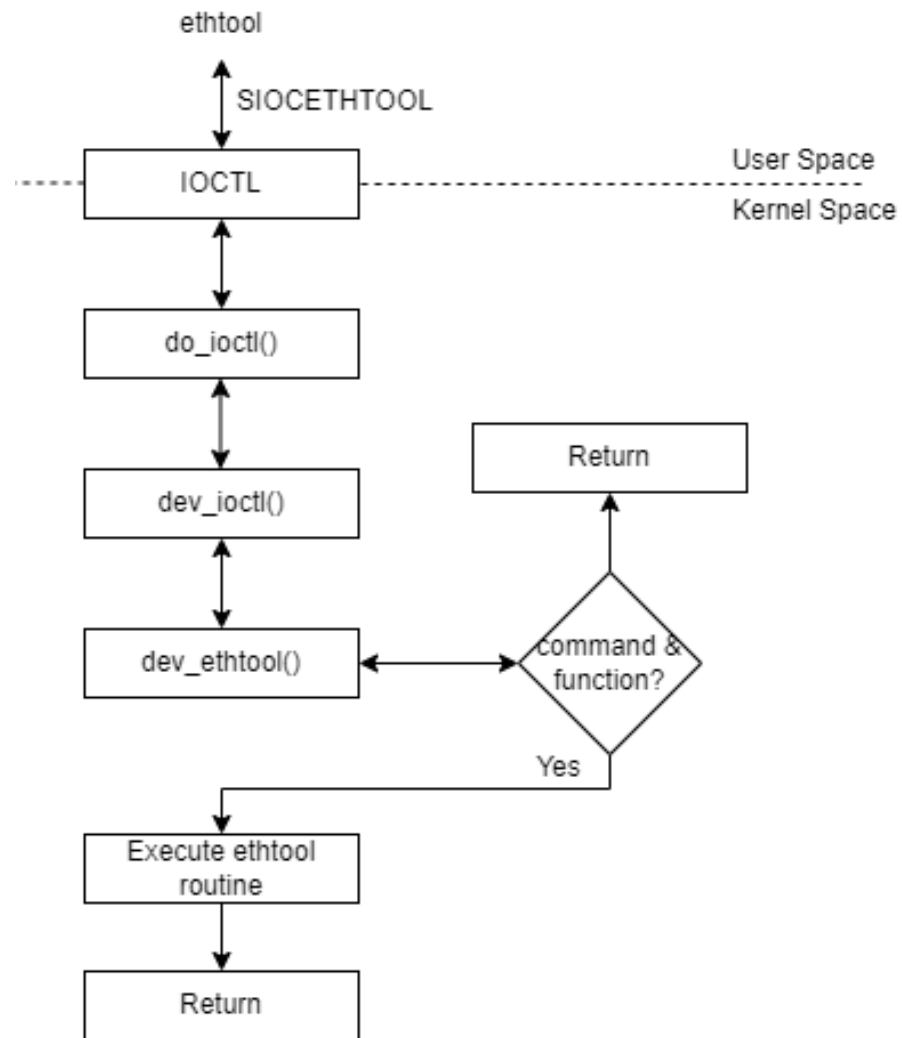 ethtool
SIOCETHTOOL
IOCTL
User Space
Kernel Space
do_ioctl()
Return
dev_ioctl()
dev_ethtool()
command &
function?
Yes
Execute ethtool
routine
Return